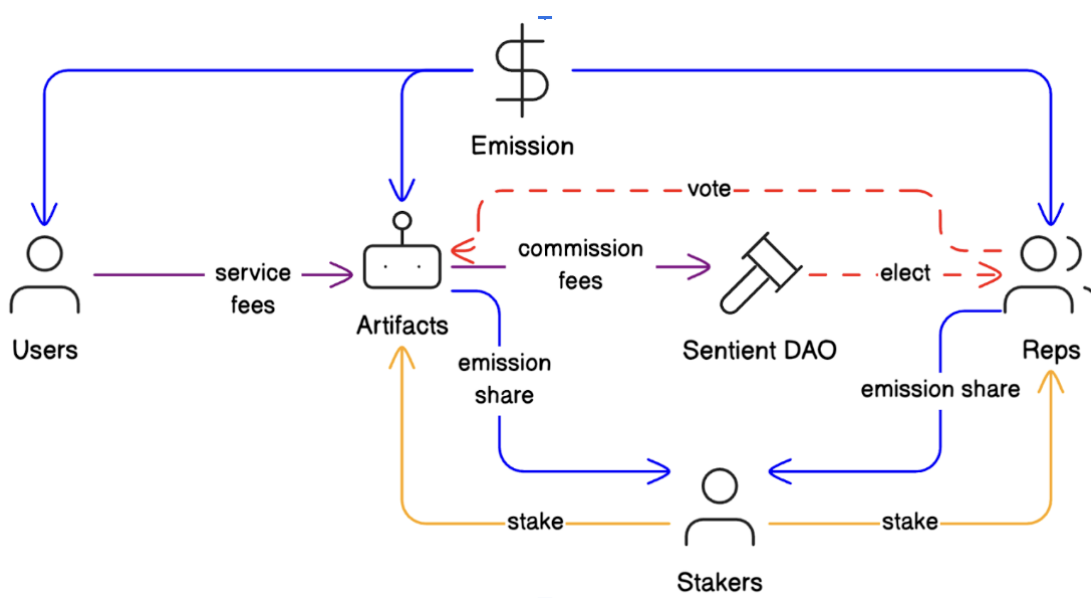 Emission
vote
commission
fees
service
fees
elect
Artifacts
Users
Sentient DAO
Reps
emission
share
emission share
stake
stake
Stakers